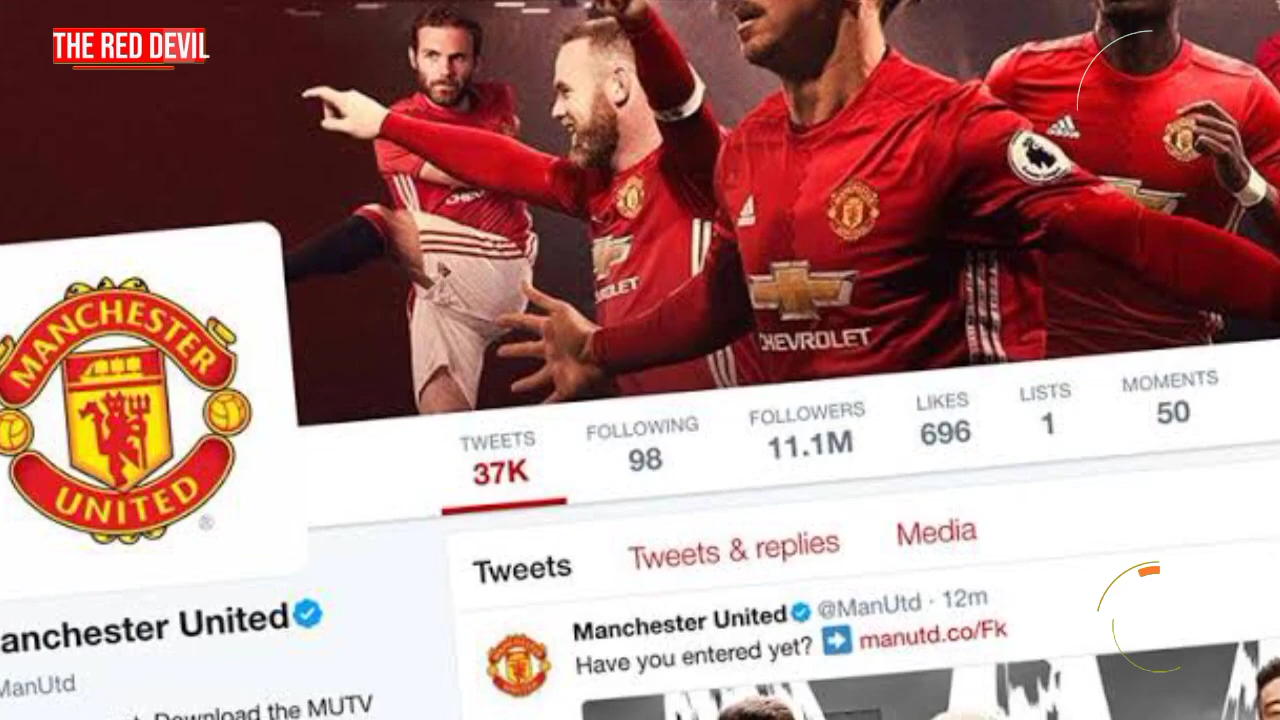 THE RED DEVIL
CHEVROLET
MANCHESTER
UNITED
®
TWEETS
37K
FOLLOWING
98
FOLLOWERS
11.1M
LIKES
696
LISTS
1
MOMENTS
50
Tweets
Tweets & replies
Media
anchester United
ManUtd
Download the MUTV
Manchester United @ManUtd · 12m
Have you entered yet? ➡ manutd.co/Fk